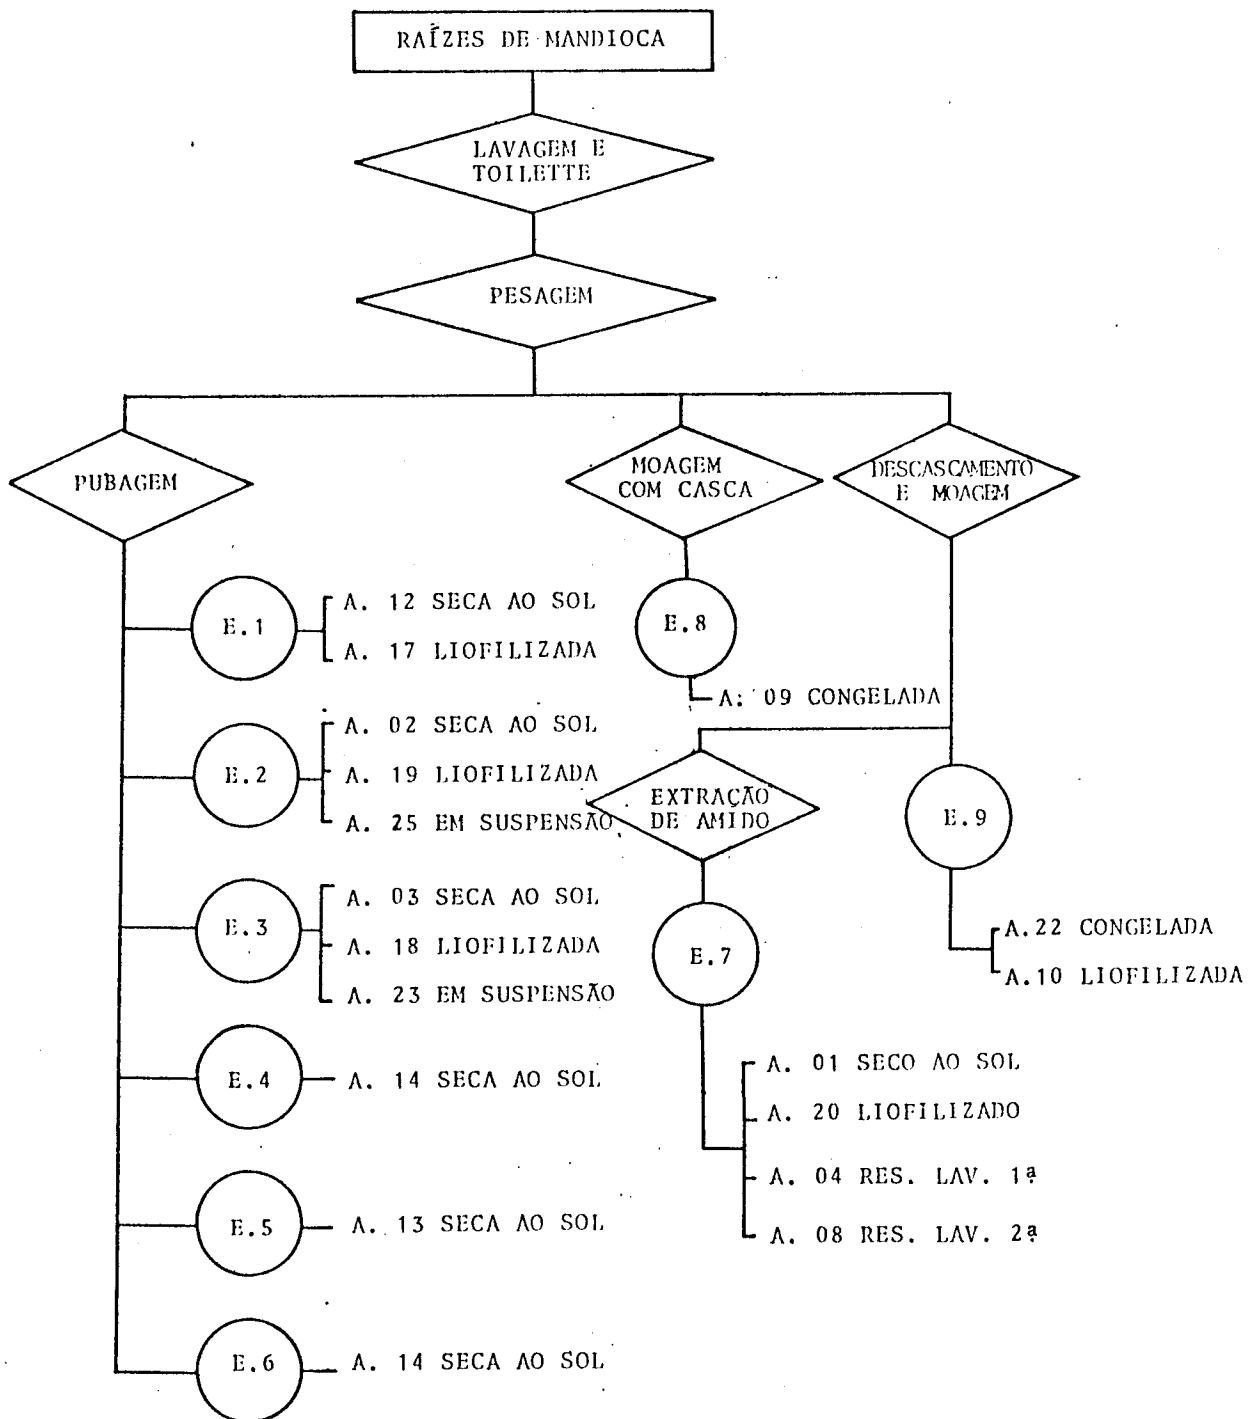 RAÍZES DE MANDIOCA
LAVAGEM E
TOILETTE
PESAGEM
PUBAGEM
MOAGEM
COM CASCA
DESCASCAMENTO
E MOAGEM
E.1
A. 12 SECA AO SOL
A. 17 LIOFILIZADA
E.2
A. 02 SECA AO SOL
A. 19 LIOFILIZADA
A. 25 EM SUSPENSÃO
E.3
A. 03 SECA AO SOL
A. 18 LIOFILIZADA
A. 23 EM SUSPENSÃO
E.4
A. 14 SECA AO SOL
E.5
A. 13 SECA AO SOL
E.6
A. 14 SECA AO SOL
E.8
A. 09 CONGELADA
EXTRAÇÃO
DE AMIDO
E.7
A. 01 SECO AO SOL
A. 20 LIOFILIZADO
A. 04 RES. LAV. 1ª
A. 08 RES. LAV. 2ª
E.9
A.22 CONGELADA
A.10 LIOFILIZADA